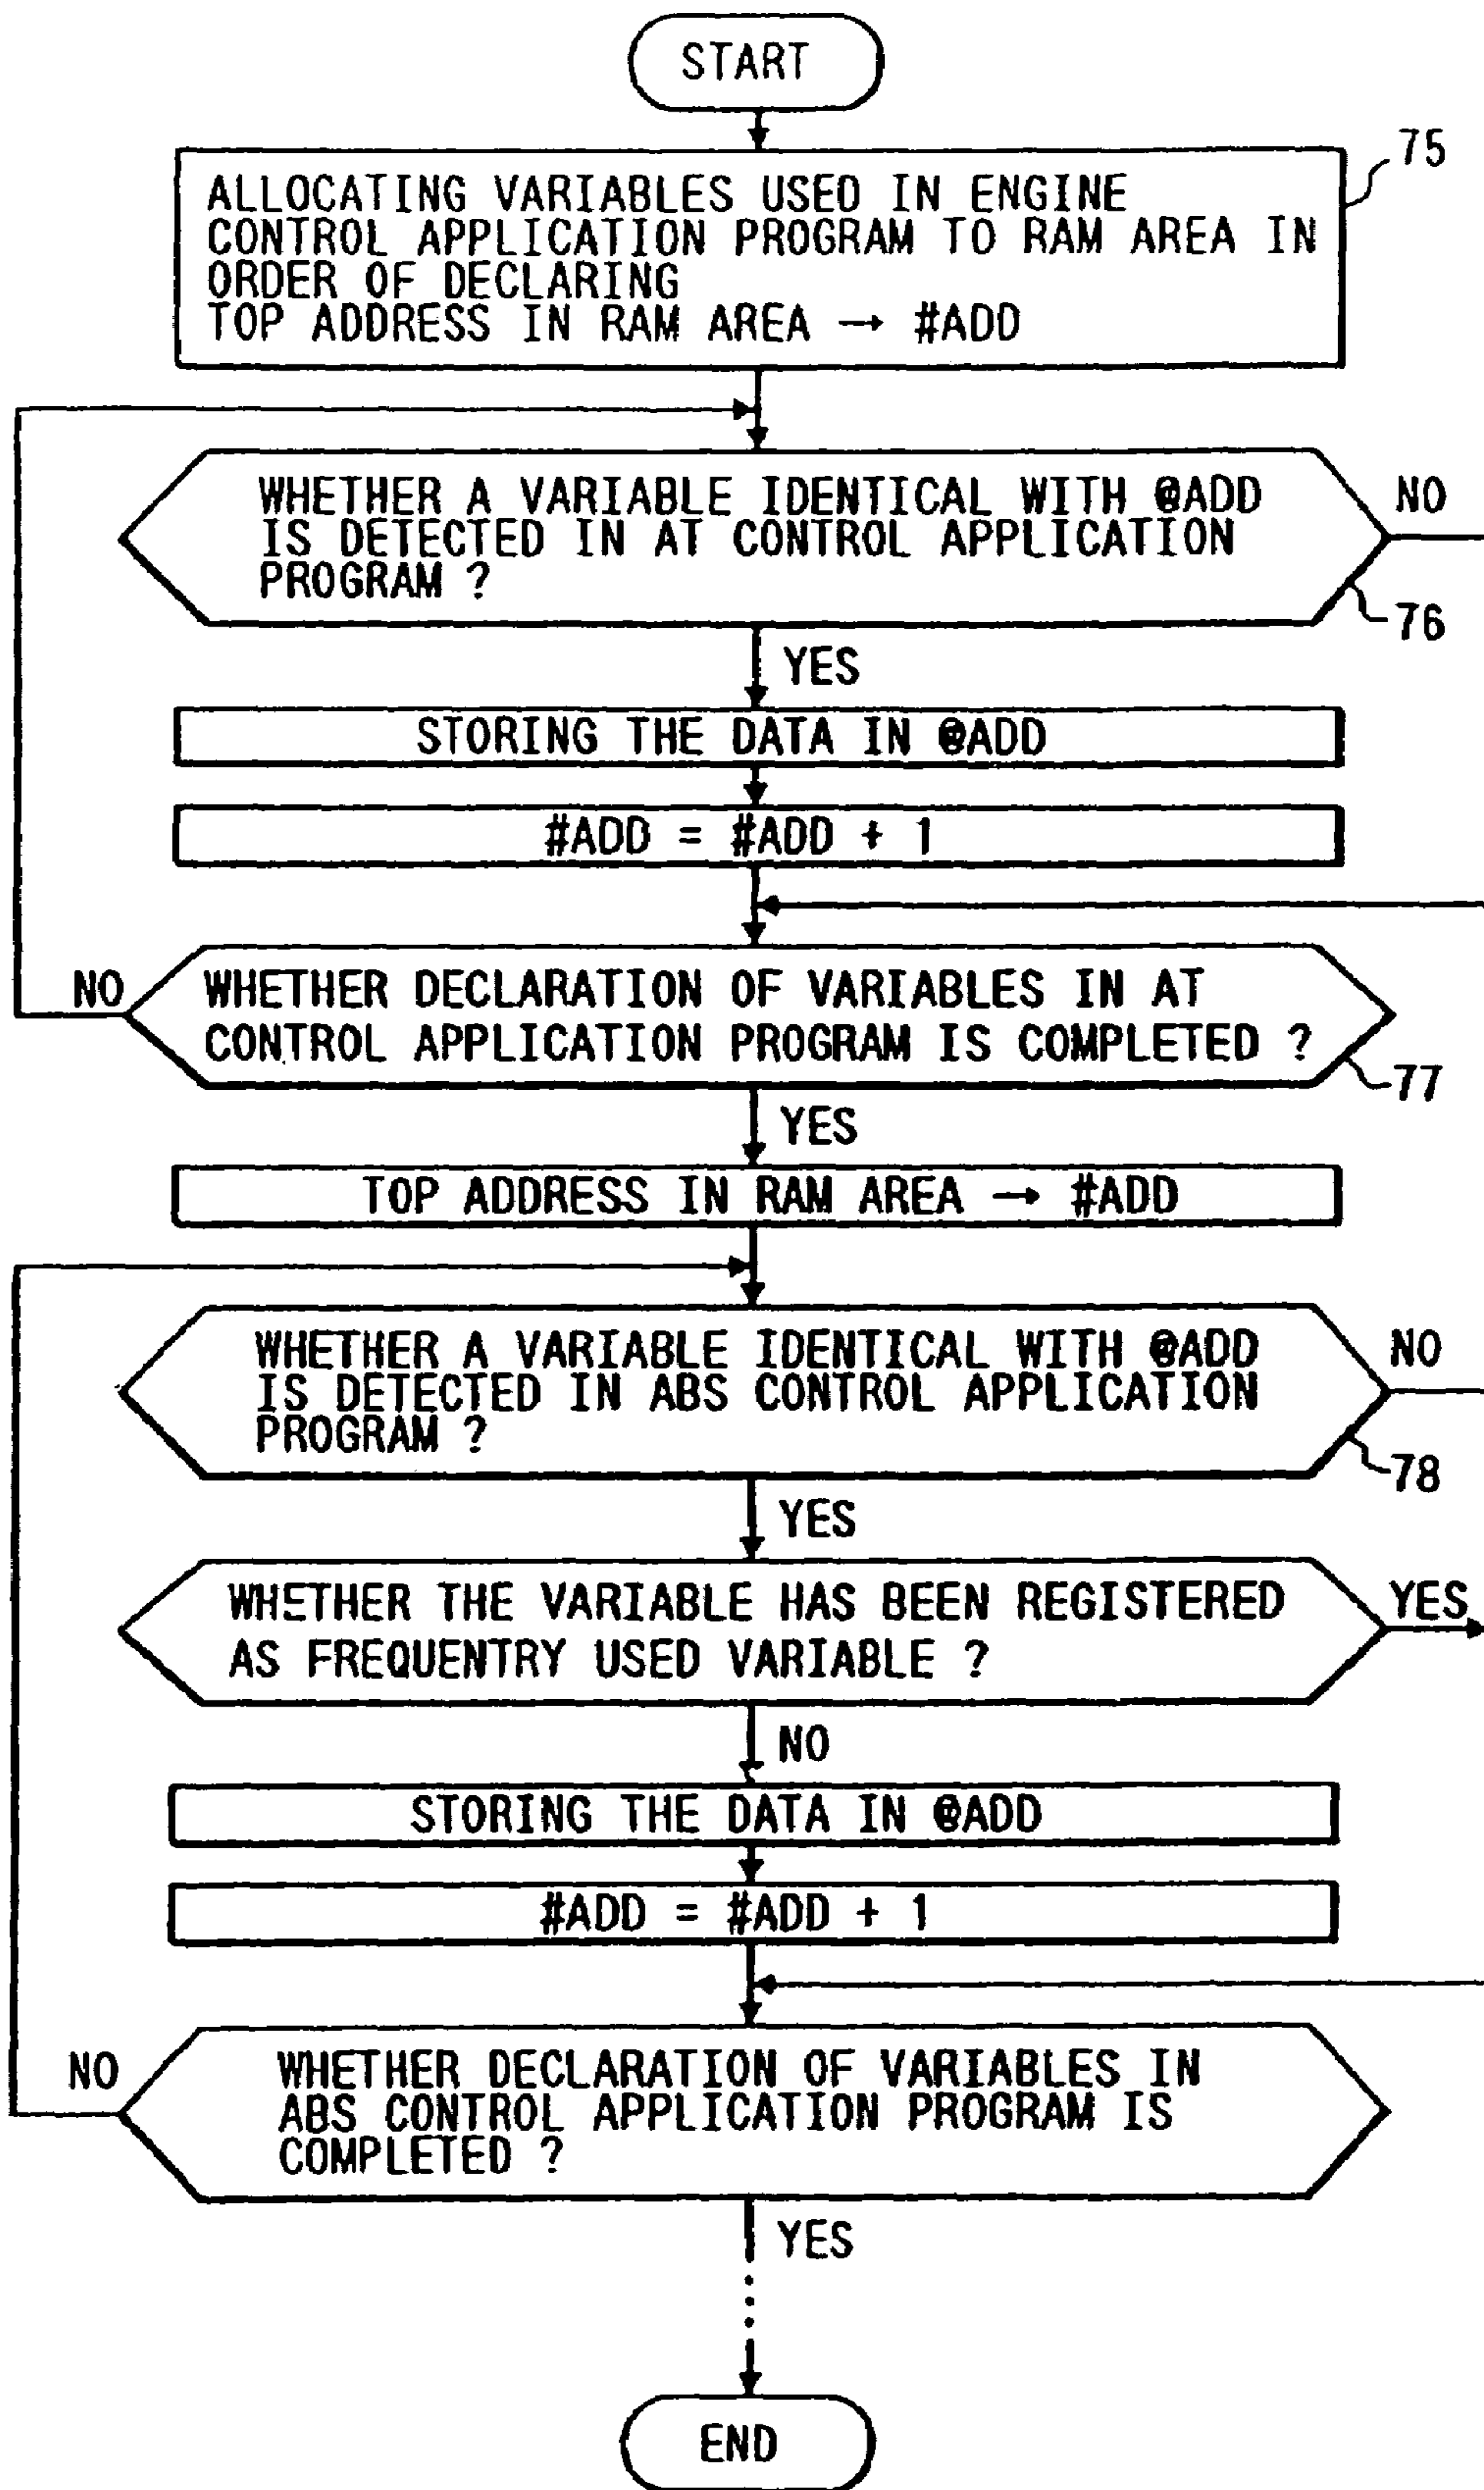 START
75
ALLOCATING VARIABLES USED IN ENGINE
CONTROL APPLICATION PROGRAM TO RAM AREA IN
ORDER OF DECLARING
TOP ADDRESS IN RAM AREA → #ADD
WHETHER A VARIABLE IDENTICAL WITH @ADD
IS DETECTED IN AT CONTROL APPLICATION
PROGRAM ?
NO
76
YES
STORING THE DATA IN @ADD
#ADD = #ADD + 1
NO
WHETHER DECLARATION OF VARIABLES IN AT
CONTROL APPLICATION PROGRAM IS COMPLETED ?
77
YES
TOP ADDRESS IN RAM AREA → #ADD
WHETHER A VARIABLE IDENTICAL WITH @ADD
IS DETECTED IN ABS CONTROL APPLICATION
PROGRAM ?
NO
78
YES
WHETHER THE VARIABLE HAS BEEN REGISTERED
AS FREQUENTRY USED VARIABLE ?
YES
NO
STORING THE DATA IN @ADD
#ADD = #ADD + 1
NO
WHETHER DECLARATION OF VARIABLES IN
ABS CONTROL APPLICATION PROGRAM IS
COMPLETED ?
YES
END